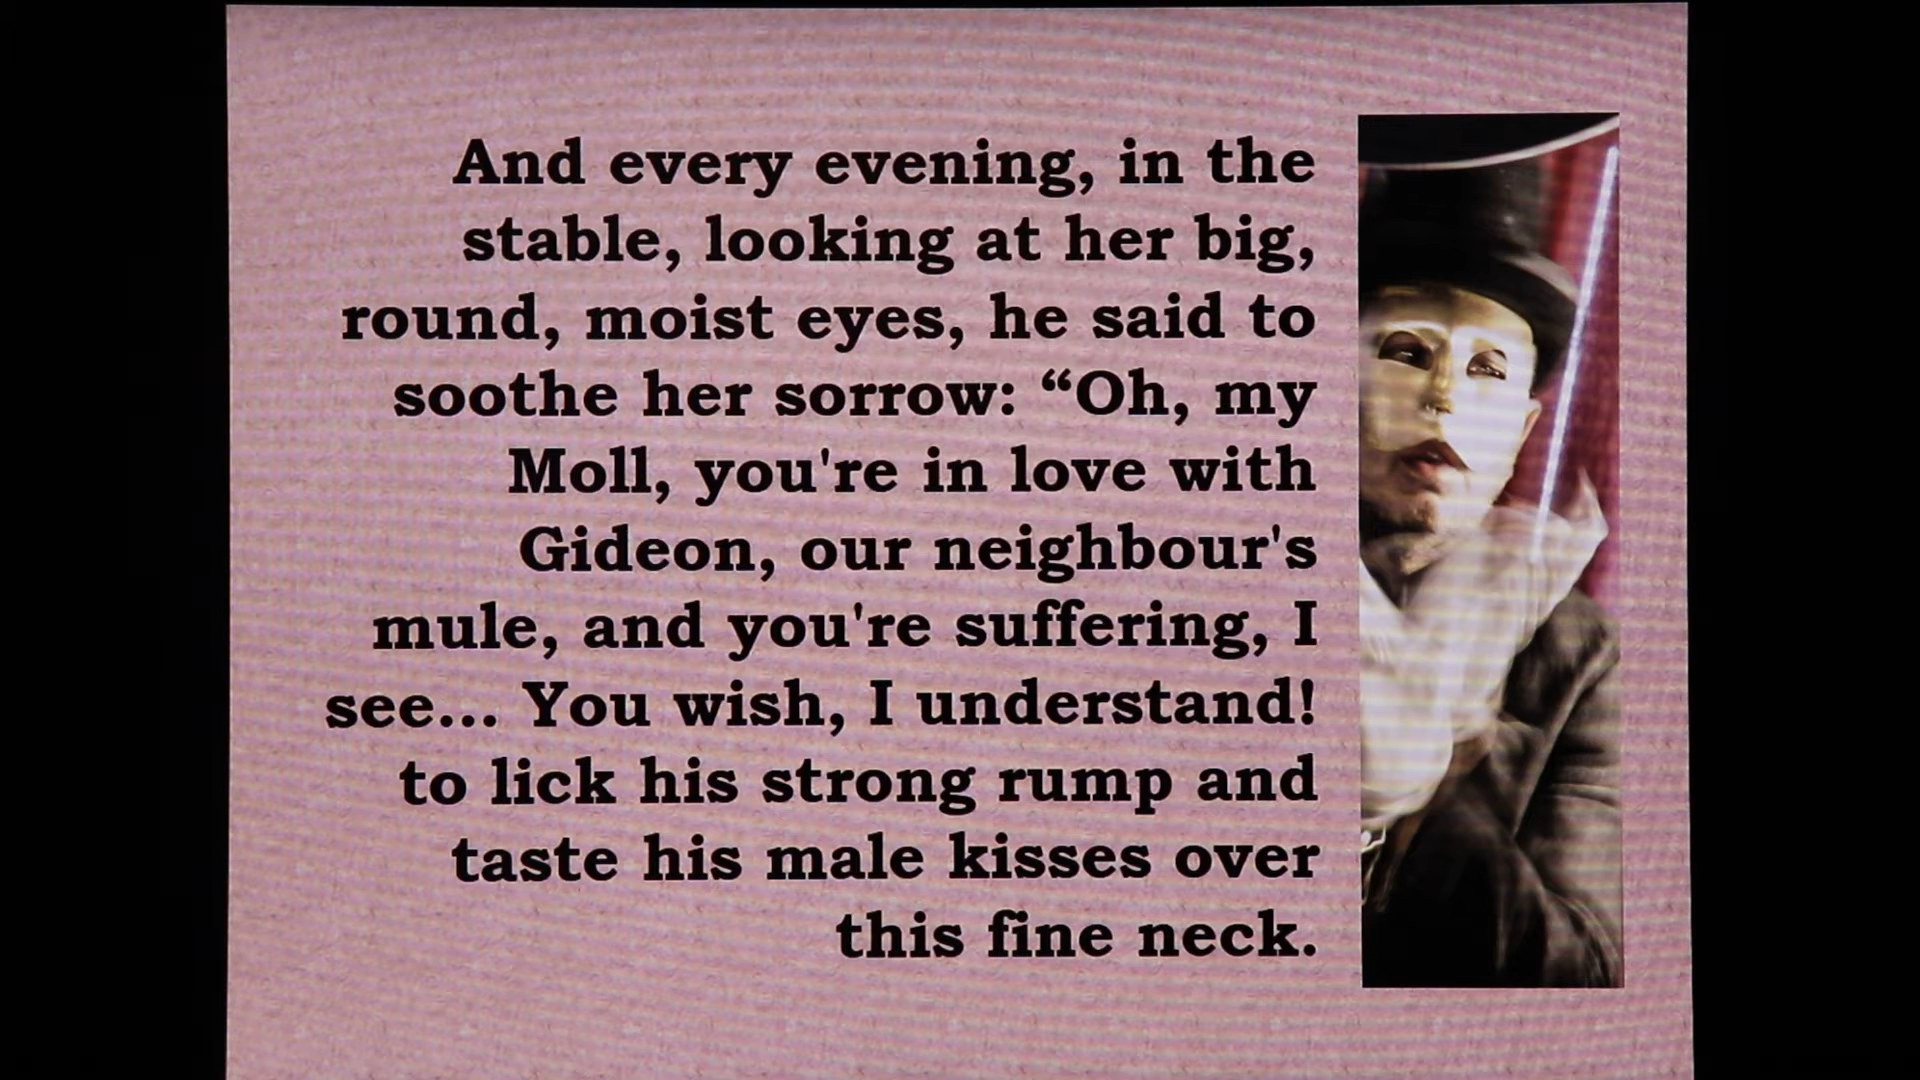 And every evening, in the
stable, looking at her big,
round, moist eyes, he said to
soothe her sorrow: “Oh, my
Moll, you're in love with
Gideon, our neighbour's
mule, and you're suffering, I
see... You wish, I understand!
to lick his strong rump and
taste his male kisses over
this fine neck.